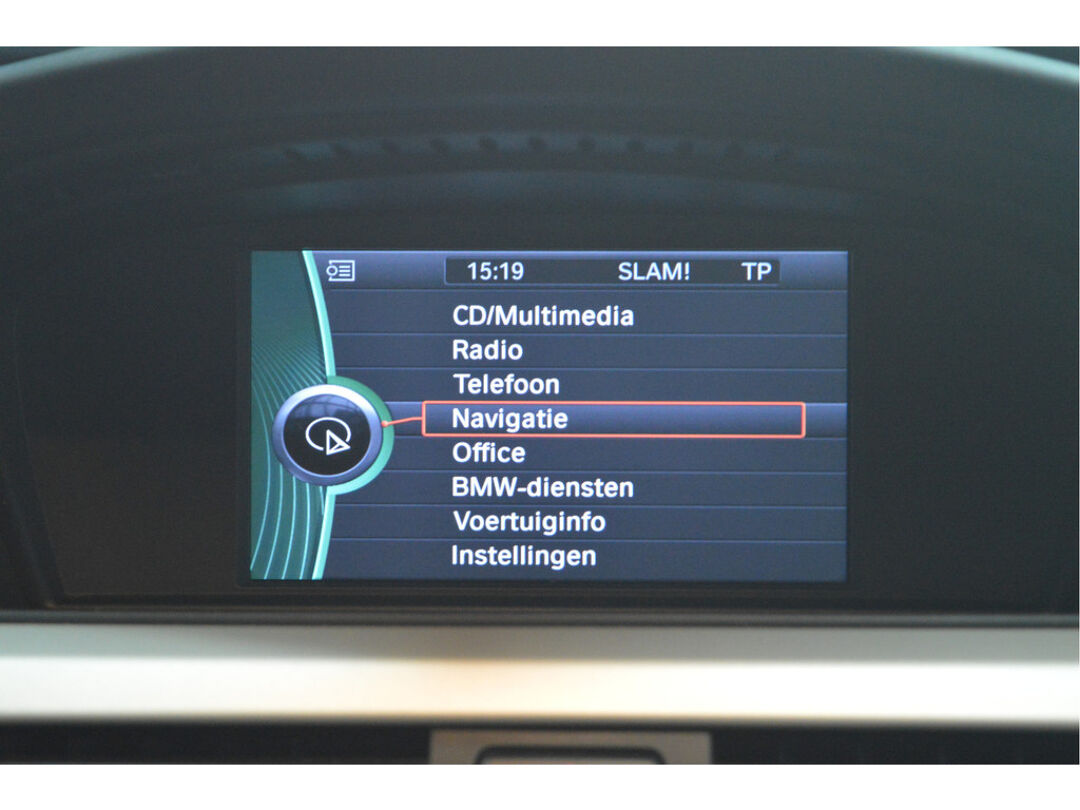 15:19 SLAM! TP
CD/Multimedia
Radio
Telefoon
Navigatie
Office
BMW-diensten
Voertuiginfo
Instellingen